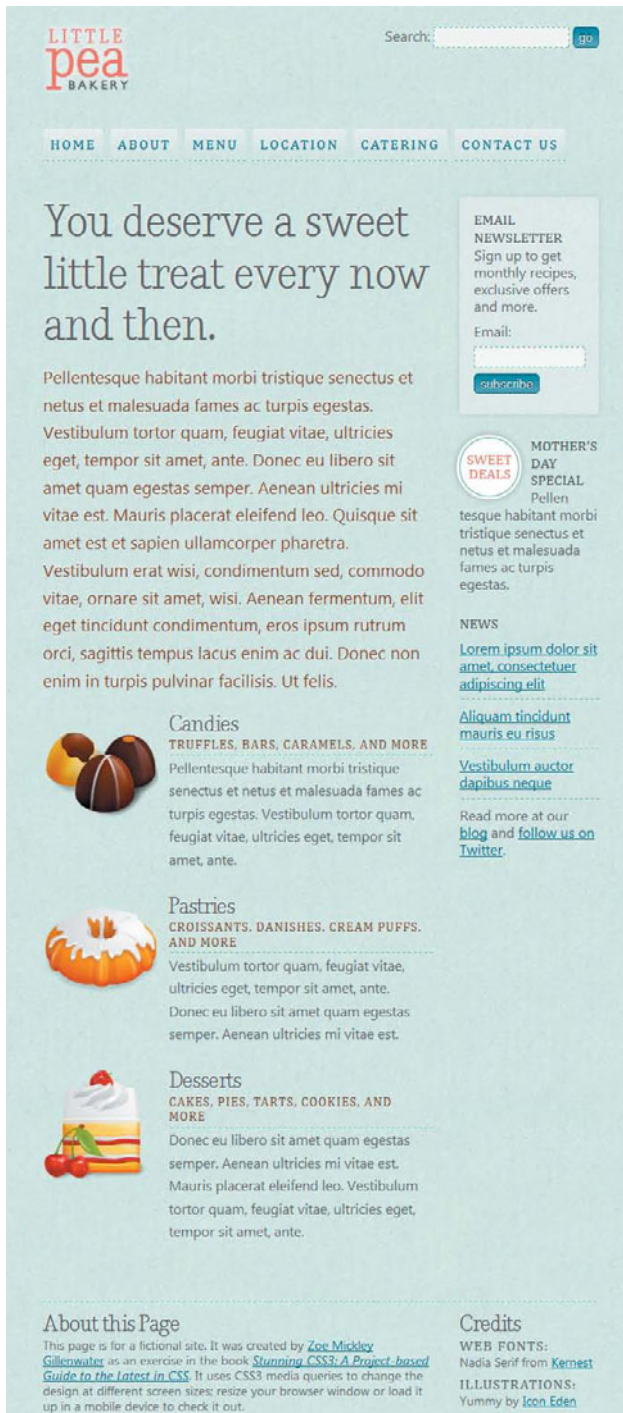 LITTLE
pea
BAKERY
Search:
go
HOME ABOUT MENU LOCATION CATERING CONTACT US
You deserve a sweet
little treat every now
and then.
Pellentesque habitant morbi tristique senectus et
netus et malesuada fames ac turpis egestas.
Vestibulum tortor quam, feugiat vitae, ultricies
eget, tempor sit amet, ante. Donec eu libero sit
amet quam egestas semper. Aenean ultricies mi
vitae est. Mauris placerat eleifend leo. Quisque sit
amet est et sapien ullamcorper pharetra.
Vestibulum erat wisi, condimentum sed, commodo
vitae, ornare sit amet, wisi. Aenean fermentum, elit
eget tincidunt condimentum, eros ipsum rutrum
orci, sagittis tempus lacus enim ac dui. Donec non
enim in turpis pulvinar facilisis. Ut felis.
Candies
TRUFFLES, BARS, CARAMELS, AND MORE
Pellentesque habitant morbi tristique
senectus et netus et malesuada fames ac
turpis egestas. Vestibulum tortor quam,
feugiat vitae, ultricies eget, tempor sit
amet, ante.
Pastries
CROISSANTS, DANISHES, CREAM PUFFS,
AND MORE
Vestibulum tortor quam, feugiat vitae,
ultricies eget, tempor sit amet, ante.
Donec eu libero sit amet quam egestas
semper. Aenean ultricies mi vitae est.
Desserts
CAKES, PIES, TARTS, COOKIES, AND
MORE
Donec eu libero sit amet quam egestas
semper. Aenean ultricies mi vitae est.
Mauris placerat eleifend leo. Vestibulum
tortor quam, feugiat vitae, ultricies eget,
tempor sit amet, ante.
EMAIL
NEWSLETTER
Sign up to get
monthly recipes,
exclusive offers
and more.
Email:
subscribe
SWEET
DEALS
MOTHER'S
DAY
SPECIAL
Pellen
tesque habitant morbi
tristique senectus et
netus et malesuada
fames ac turpis
egestas.
NEWS
Lorem ipsum dolor sit
amet, consectetuer
adipiscing elit
Aliquam tincidunt
mauris eu risus
Vestibulum auctor
dapibus neque
Read more at our
blog and follow us on
Twitter.
About this Page
This page is for a fictional site. It was created by Zoe Mickley
Gillenwater as an exercise in the book Stunning CSS3: A Project-based
Guide to the Latest in CSS. It uses CSS3 media queries to change the
design at different screen sizes; resize your browser window or load it
up in a mobile device to check it out.
Credits
WEB FONTS:
Nadia Serif from Kernest
ILLUSTRATIONS:
Yummy by Icon Eden